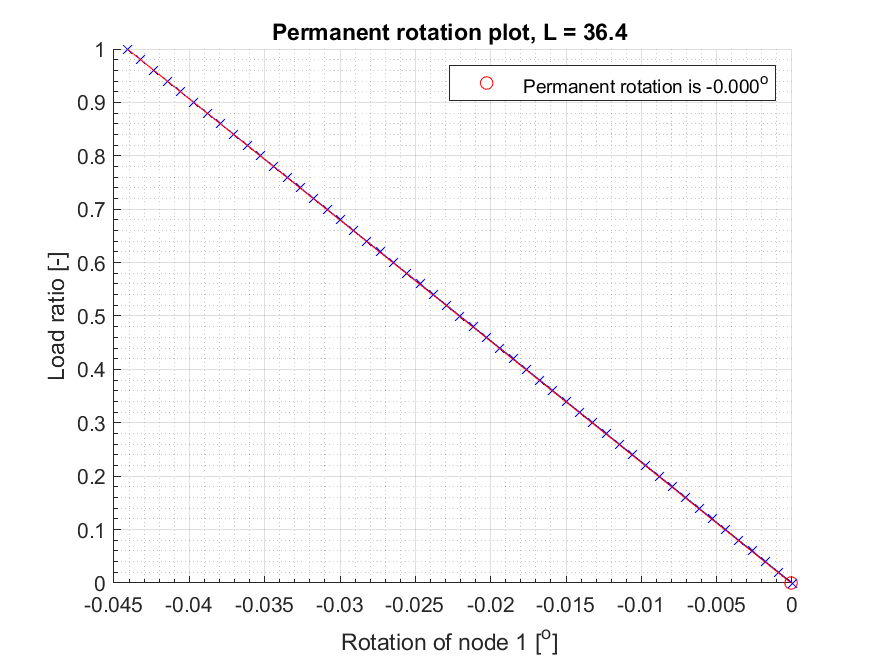 Permanent rotation plot, L = 36.4
Permanent rotation is -0.000°
1
0.9
0.8
0.7
0.6
0.5
0.4
0.3
0.2
0.1
0
Load ratio [-]
-0.045 -0.04 -0.035 -0.03 -0.025 -0.02 -0.015 -0.01 -0.005 0
Rotation of node 1 [°]